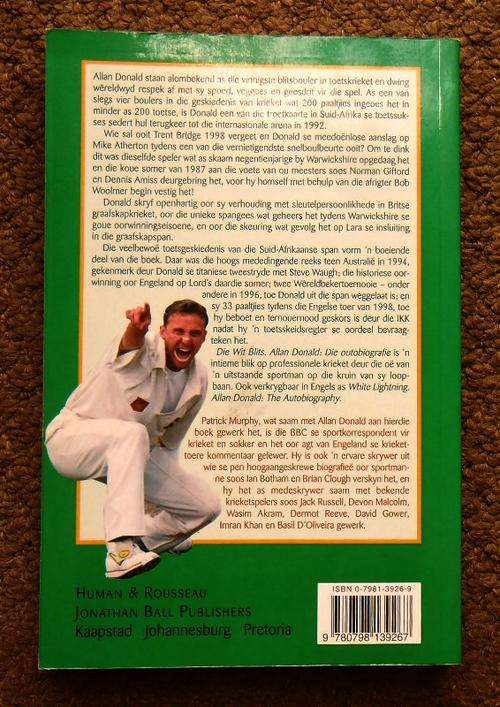 Allan Donald staan alombekend as die vinnigste blitsbouler in toetskrieket en dwing
wêreldwyd respek af met sy spoed, veggees en geesdrif vir die spel. As een van
slegs vier boulers in die geskiedenis van krieket wat 200 paaltjies ingeoes het in
minder as 200 toetse, is Donald een van die troefkaarte in Suid-Afrika se toetssuk-
ses sedert hul terugkeer tot die internasionale arena in 1992.
Wie sal ooit Trent Bridge 1998 vergeet en Donald se meedoënlose aanslag op
Mike Atherton tydens een van die vernietigendste snelboulbeurte ooit? Om te dink
dit was dieselfde speler wat as skaam negentienjarige by Warwickshire opgedaag het
en die koue somer van 1987 aan die voete van ou meesters soos Norman Gifford
en Dennis Amiss deurgebring het, voor hy homself met behulp van die afrigter Bob
Woolmer begin vestig het!
Donald skryf openhartig oor sy verhouding met sleutelpersoonlikhede in Britse
graafskapkrieket, oor die unieke spangees wat geheers het tydens Warwickshire se
goue oorwinningseisoene, en oor die skeuring wat gevolg het op Lara se insluiting
in die graafskapspan.
Die veelbewoë toetsgeskiedenis van die Suid-Afrikaanse span vorm 'n boeiende
deel van die boek. Daar was die hoogs mededingende reeks teen Australië in 1994,
gekenmerk deur Donald se titaniese tweestryde met Steve Waugh; die historiese oor-
winning oor Engeland op Lord's daardie somer; twee Wêreldbekertoernooie – onder
andere in 1996, toe Donald uit die span weggelaat is; en
sy 33 paaltjies tydens die Engelse toer van 1998, toe
hy beboet en ternouernood geskors is deur die IKK
nadat hy 'n toetsskeidsregter se oordeel bevraag-
teken het.
Die Wit Blits. Allan Donald: Die outobiografie is 'n
intieme blik op professionele krieket deur die oë van
'n uitstaande sportman op die kruin van sy loop-
baan. Ook verkrygbaar in Engels as White Lightning.
Allan Donald: The Autobiography.
Patrick Murphy, wat saam met Allan Donald aan hierdie
boek gewerk het, is die BBC se sportkorrespondent vir
krieket en sokker en het oor agt van Engeland se krieket-
toere kommentaar gelewer. Hy is ook 'n ervare skrywer uit
wie se pen hoogaangeskrewe biografieë oor sportman-
ne soos Ian Botham en Brian Clough verskyn het, en
hy het as medeskrywer saam met bekende
krieketspelers soos Jack Russell, Devon Malcolm,
Wasim Akram, Dermot Reeve, David Gower,
Imran Khan en Basil D'Oliveira gewerk.
HUMAN & ROUSSEAU
JONATHAN BALL PUBLISHERS
Kaapstad Johannesburg Pretoria
ISBN 0-7981-3926-9
9 780798 139267